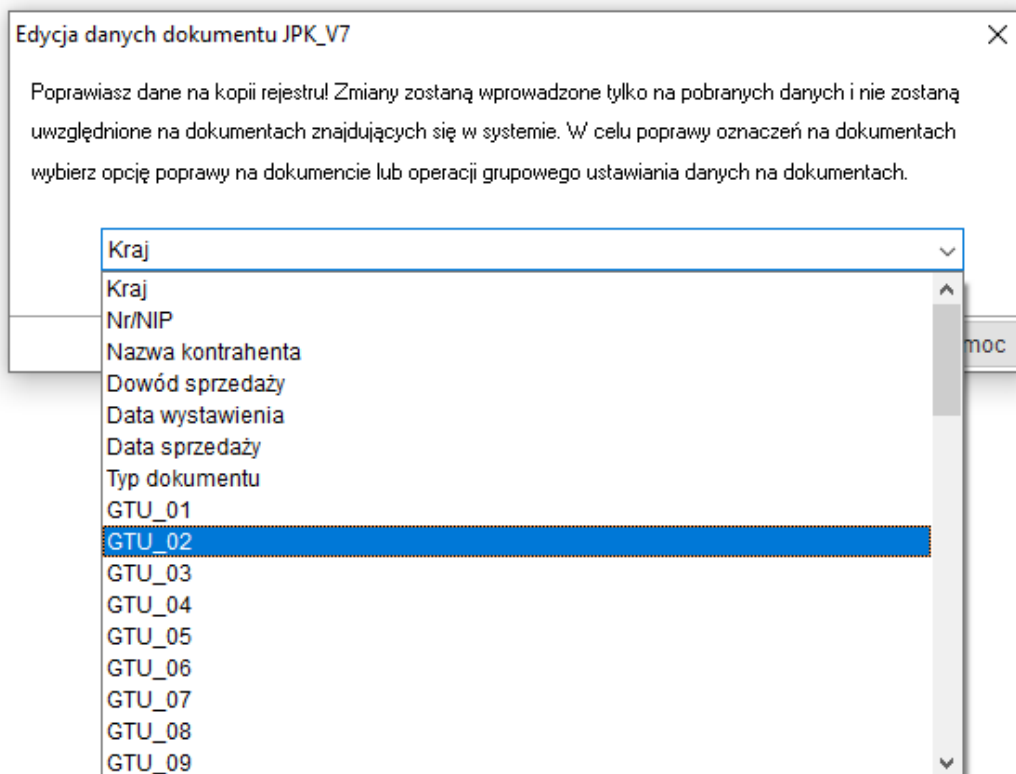 Edycja danych dokumentu JPK_V7
Poprawiasz dane na kopii rejestru! Zmiany zostaną wprowadzone tylko na pobranych danych i nie zostaną
uwzględnione na dokumentach znajdujących się w systemie. W celu poprawy oznaczeń na dokumentach
wybierz opcję poprawy na dokumencie lub operacji grupowego ustawiania danych na dokumentach.
Kraj
Kraj
Nr/NIP
Nazwa kontrahenta
moc
Dowód sprzedaży
Data wystawienia
Data sprzedaży
Typ dokumentu
GTU_01
GTU_02
GTU_03
GTU_04
GTU_05
GTU_06
GTU_07
GTU_08
GTU_09